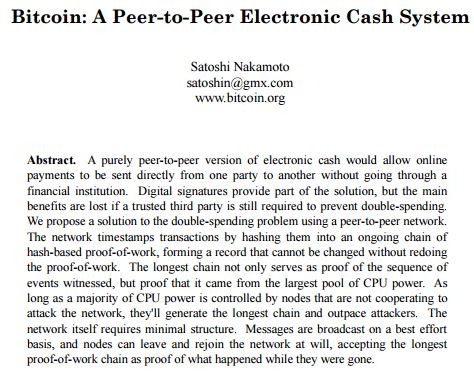 Bitcoin: A Peer-to-Peer Electronic Cash System
Satoshi Nakamoto
satoshin@gmx.com
www.bitcoin.org
Abstract. A purely peer-to-peer version of electronic cash would allow online
payments to be sent directly from one party to another without going through a
financial institution. Digital signatures provide part of the solution, but the main
benefits are lost if a trusted third party is still required to prevent double-spending.
We propose a solution to the double-spending problem using a peer-to-peer network.
The network timestamps transactions by hashing them into an ongoing chain of
hash-based proof-of-work, forming a record that cannot be changed without redoing
the proof-of-work. The longest chain not only serves as proof of the sequence of
events witnessed, but proof that it came from the largest pool of CPU power. As
long as a majority of CPU power is controlled by nodes that are not cooperating to
attack the network, they'll generate the longest chain and outpace attackers. The
network itself requires minimal structure. Messages are broadcast on a best effort
basis, and nodes can leave and rejoin the network at will, accepting the longest
proof-of-work chain as proof of what happened while they were gone.